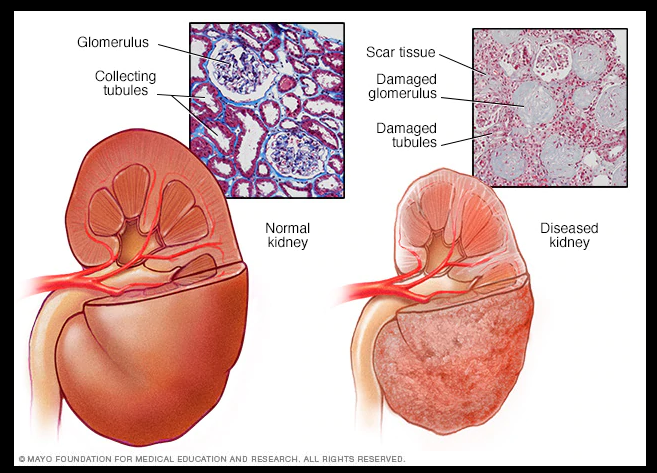 Glomerulus
Collecting
tubules
Scar tissue
Damaged
glomerulus
Damaged
tubules
Normal
kidney
Diseased
kidney
© MAYO FOUNDATION FOR MEDICAL EDUCATION AND RESEARCH. ALL RIGHTS RESERVED.